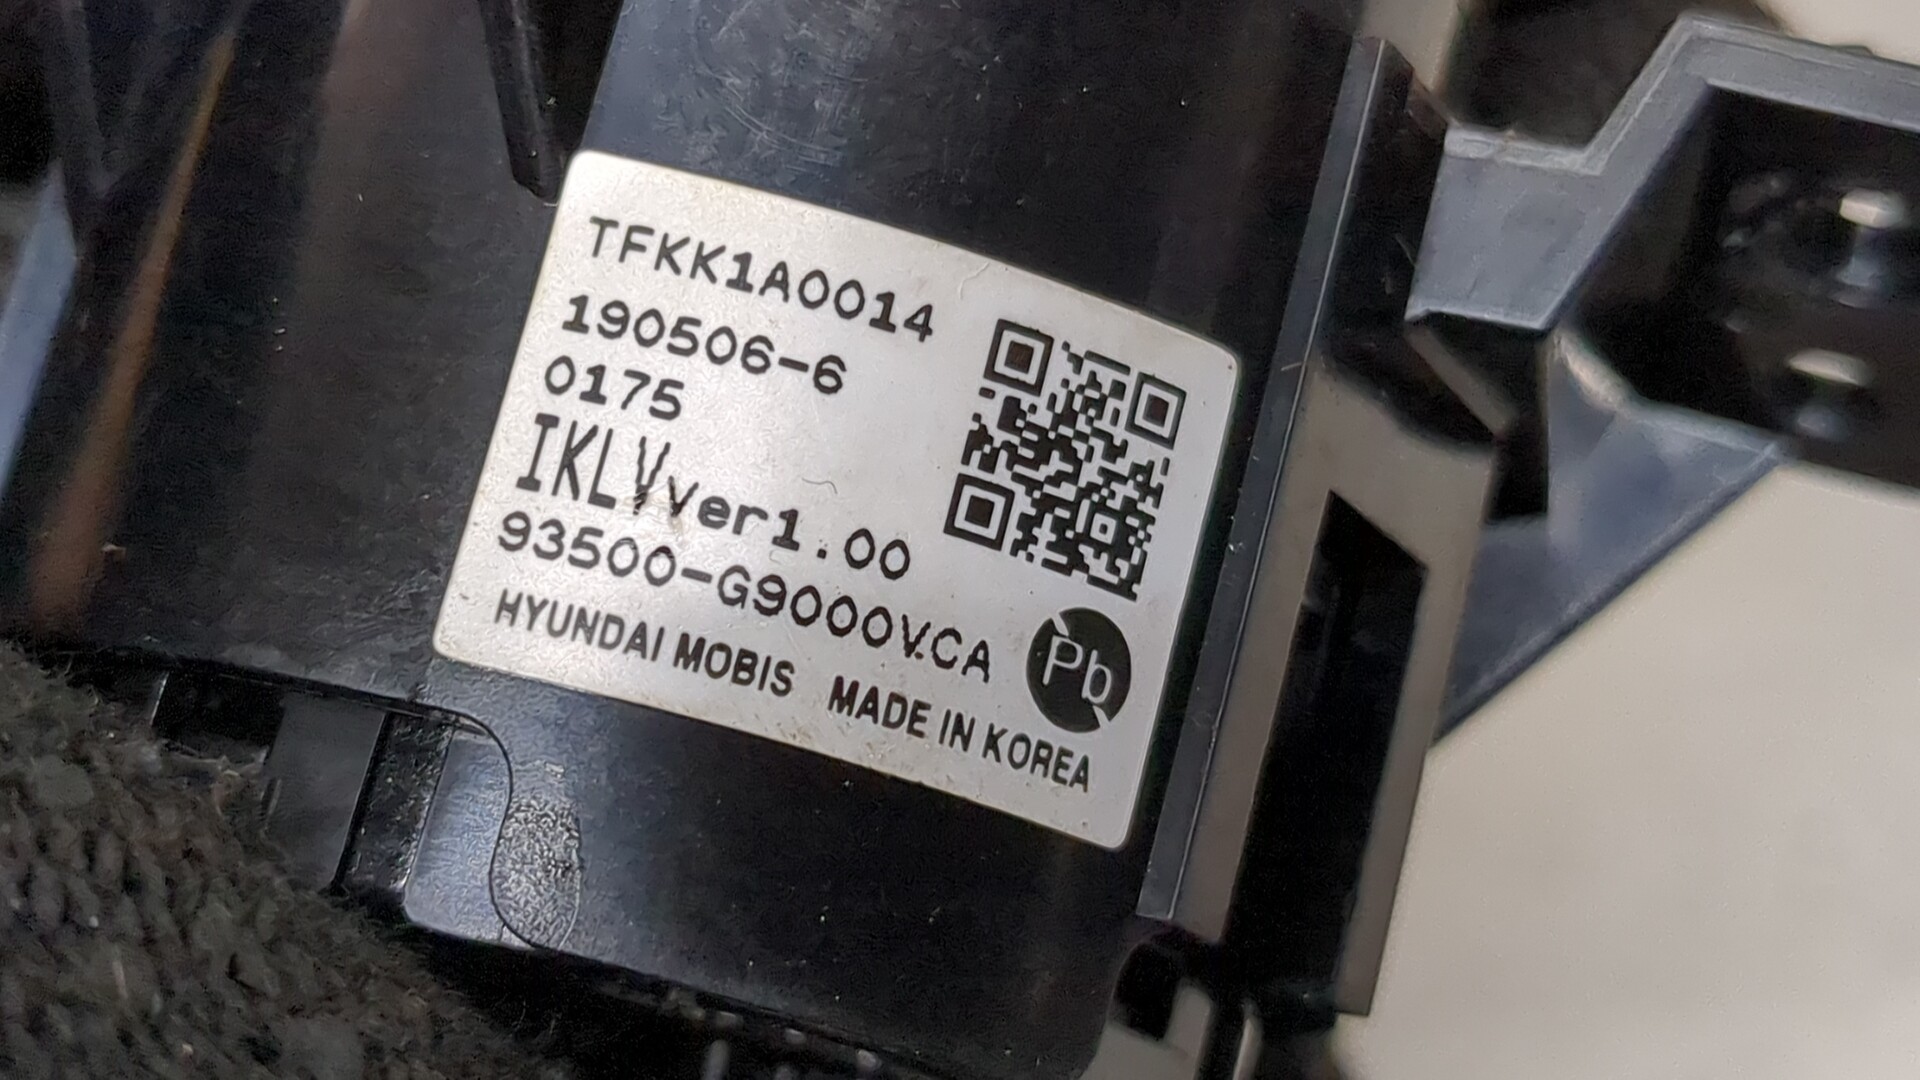 TFKK1A0014
190506-6
0175
IKLVVer1.00
93500-G9000VCA
Pb
HYUNDAI MOBIS MADE IN KOREA